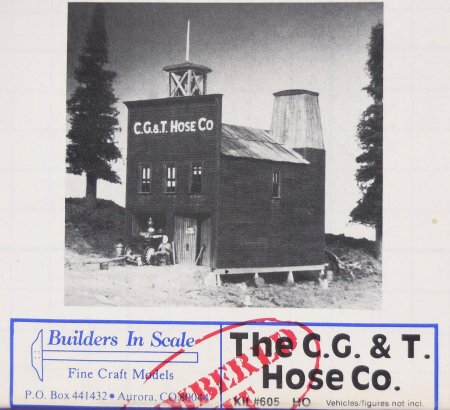 C.G.&T. HOSE CO
Builders In Scale
Fine Craft Models
P.O. Box 441432 • Aurora, CO 80044
The C.G. & T.
Hose Co.
Kit #605 HO Vehicles/figures not incl.